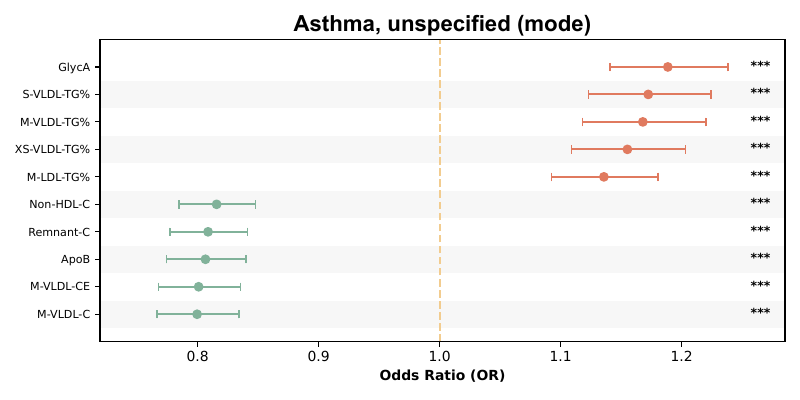 Asthma, unspecified (mode)
GlycA ***
S-VLDL-TG% ***
M-VLDL-TG% ***
XS-VLDL-TG% ***
M-LDL-TG% ***
Non-HDL-C ***
Remnant-C ***
ApoB ***
M-VLDL-CE ***
M-VLDL-C ***
0.8 0.9 1.0 1.1 1.2
Odds Ratio (OR)